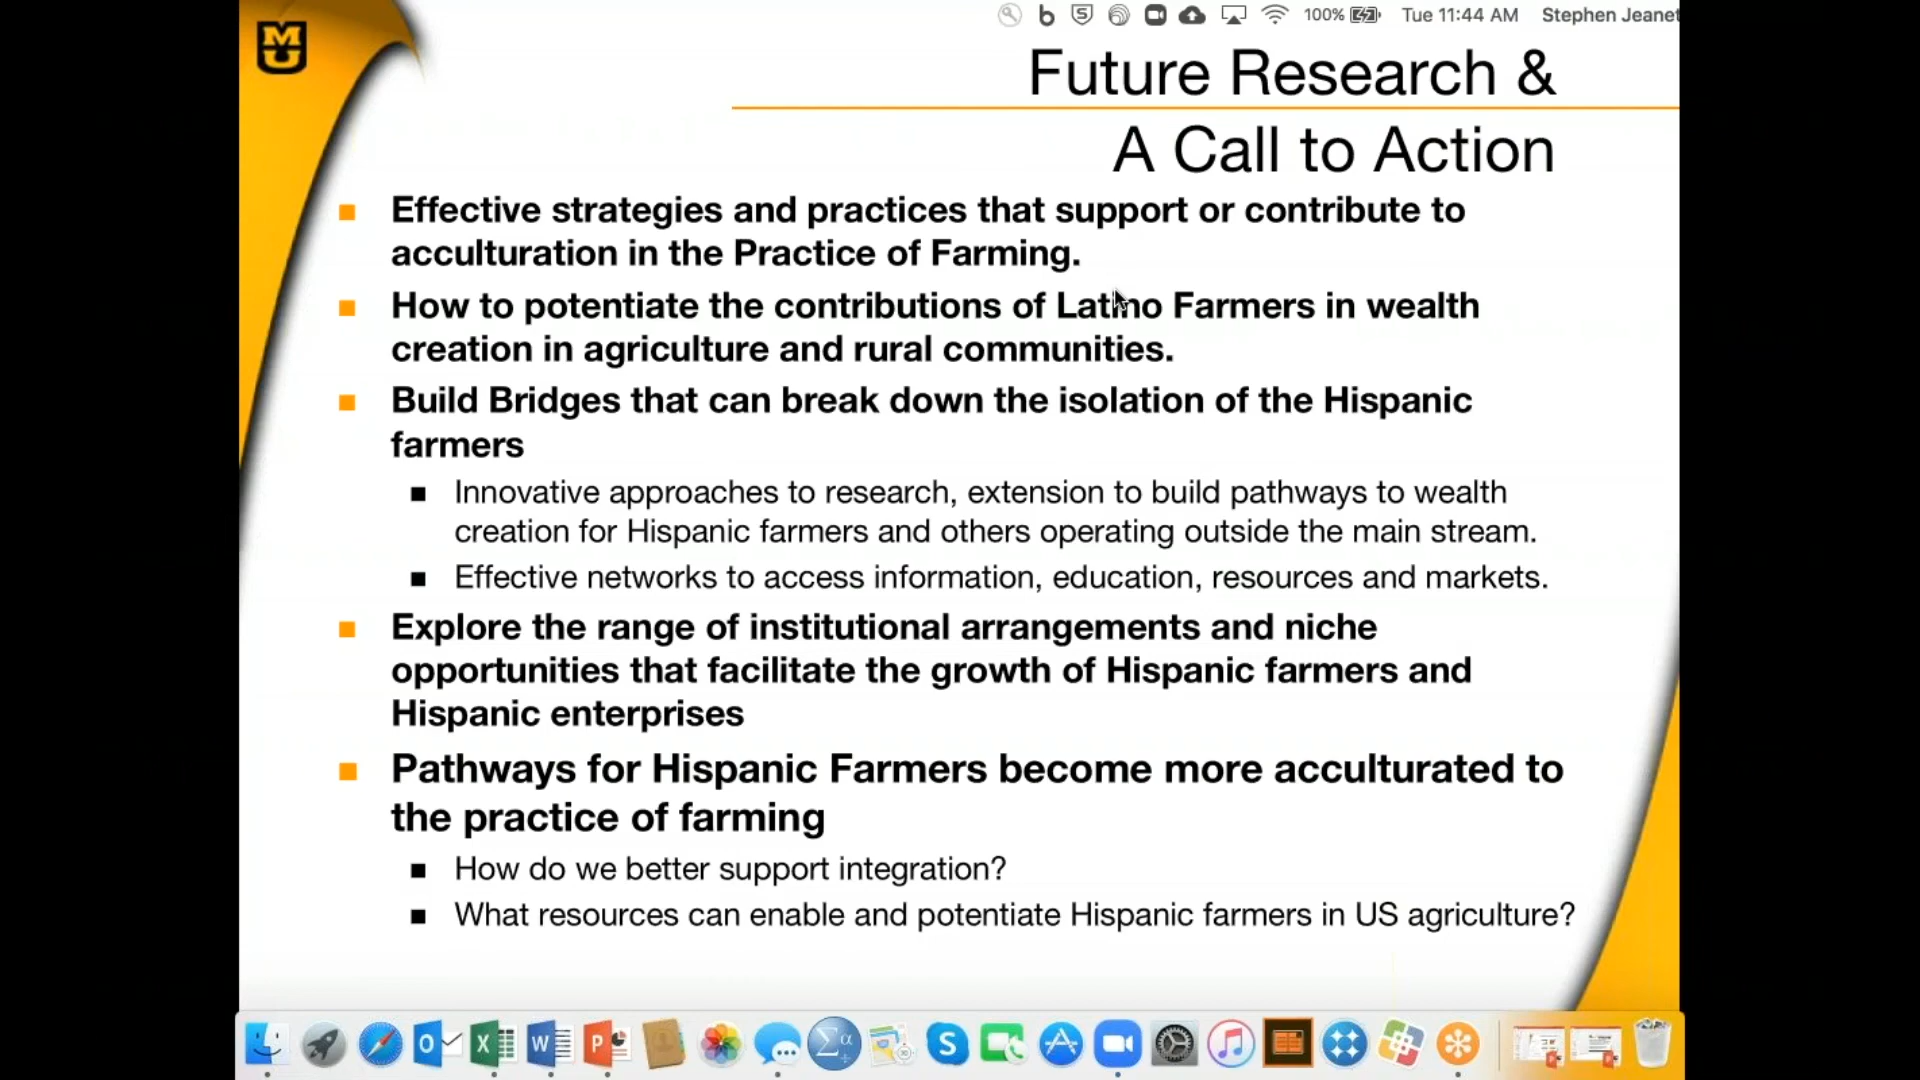 MU
100% Tue 11:44 AM Stephen Jeanet
Future Research &
A Call to Action
Effective strategies and practices that support or contribute to
acculturation in the Practice of Farming.
How to potentiate the contributions of Latino Farmers in wealth
creation in agriculture and rural communities.
Build Bridges that can break down the isolation of the Hispanic
farmers
Innovative approaches to research, extension to build pathways to wealth
creation for Hispanic farmers and others operating outside the main stream.
Effective networks to access information, education, resources and markets.
Explore the range of institutional arrangements and niche
opportunities that facilitate the growth of Hispanic farmers and
Hispanic enterprises
Pathways for Hispanic Farmers become more acculturated to
the practice of farming
How do we better support integration?
What resources can enable and potentiate Hispanic farmers in US agriculture?